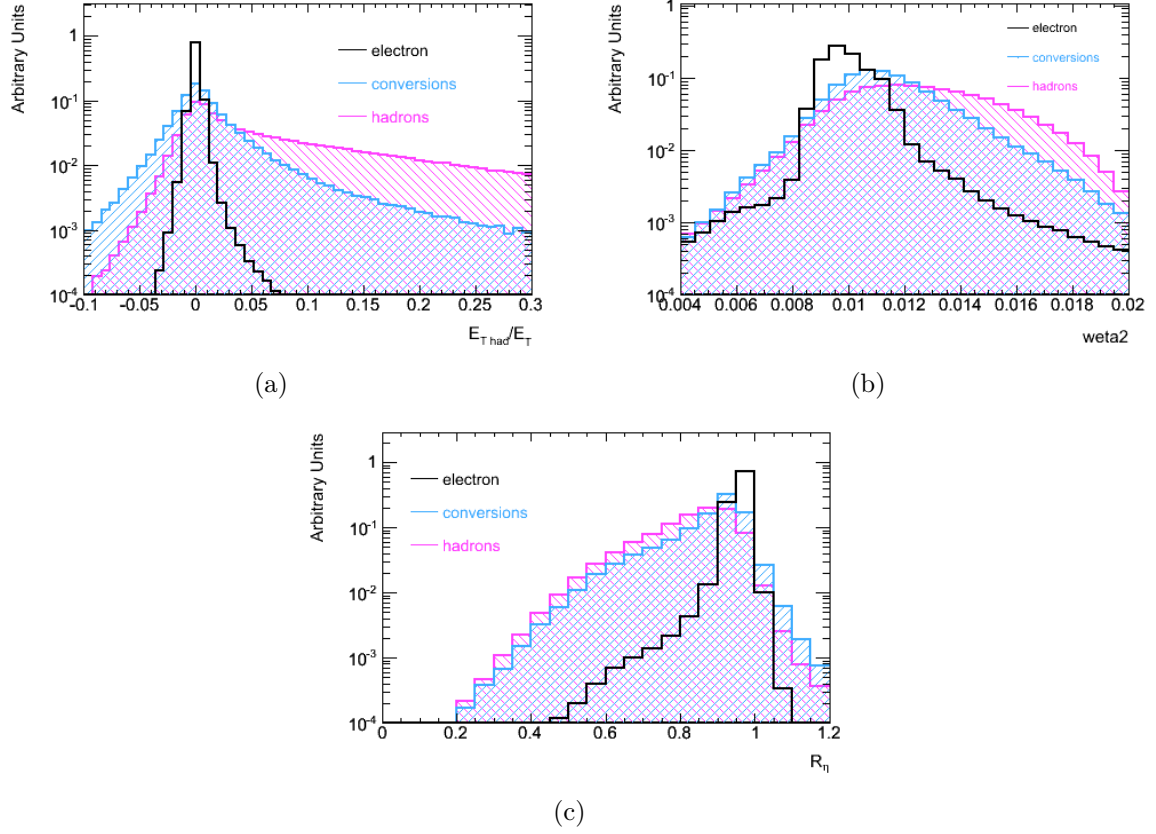 Arbitrary Units
1
10^-1
10^-2
10^-3
10^-4
-0.1 -0.05 0 0.05 0.1 0.15 0.2 0.25 0.3
E_T had/E_T
electron
conversions
hadrons
(a)
Arbitrary Units
1
10^-1
10^-2
10^-3
10^-4
0.004 0.006 0.008 0.01 0.012 0.014 0.016 0.018 0.02
weta2
electron
conversions
hadrons
(b)
Arbitrary Units
1
10^-1
10^-2
10^-3
10^-4
0 0.2 0.4 0.6 0.8 1 1.2
R_η
electron
conversions
hadrons
(c)